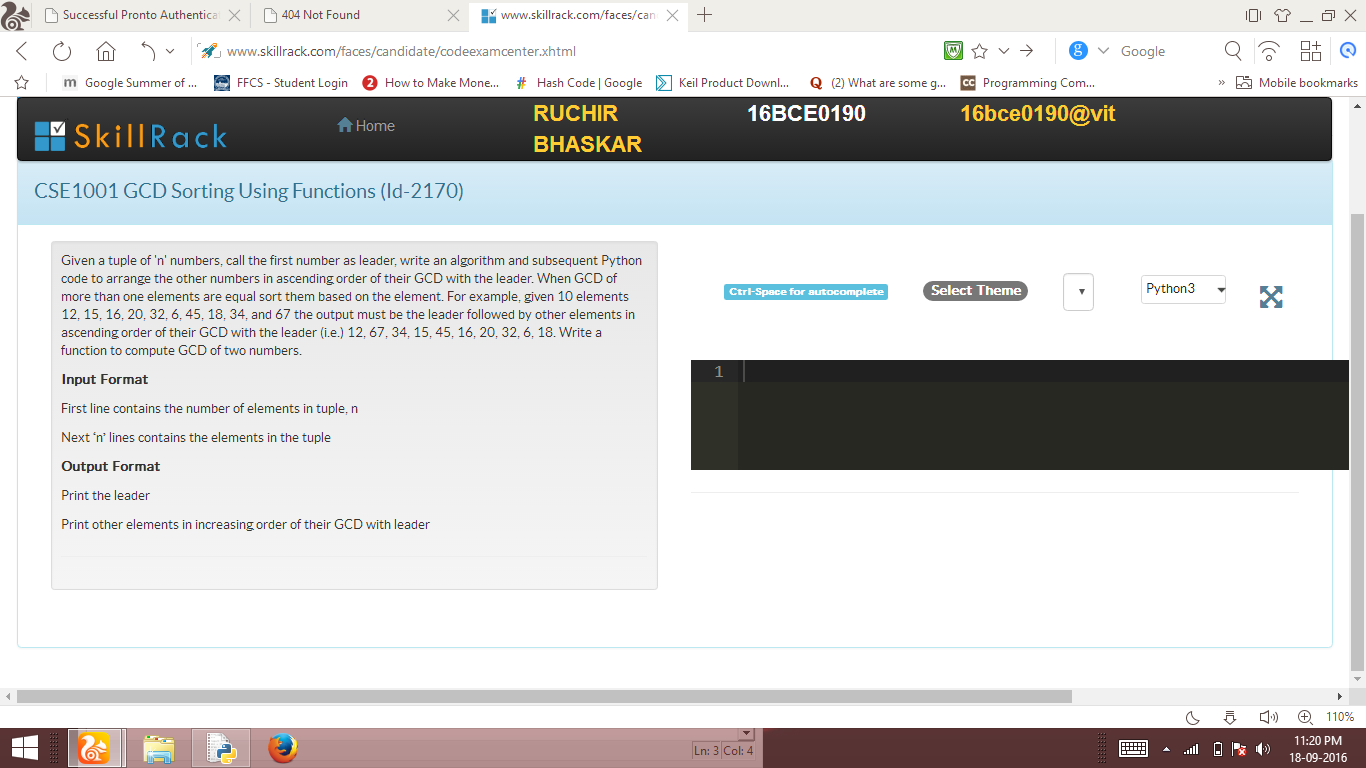 Successful Pronto Authentica
404 Not Found
www.skillrack.com/faces/can
www.skillrack.com/faces/candidate/codeexamcenter.xhtml
g
Google
m Google Summer of ...
FFCS - Student Login
2 How to Make Mone...
# Hash Code | Google
Keil Product Downl...
Q (2) What are some g...
CC Programming Com...
»
Mobile bookmarks
SkillRack
Home
RUCHIR
BHASKAR
16BCE0190
16bce0190@vit
CSE1001 GCD Sorting Using Functions (Id-2170)
Given a tuple of 'n' numbers, call the first number as leader, write an algorithm and subsequent Python
code to arrange the other numbers in ascending order of their GCD with the leader. When GCD of
more than one elements are equal sort them based on the element. For example, given 10 elements
12, 15, 16, 20, 32, 6, 45, 18, 34, and 67 the output must be the leader followed by other elements in
ascending order of their GCD with the leader (i.e.) 12, 67, 34, 15, 45, 16, 20, 32, 6, 18. Write a
function to compute GCD of two numbers.
Input Format
First line contains the number of elements in tuple, n
Next ‘n’ lines contains the elements in the tuple
Output Format
Print the leader
Print other elements in increasing order of their GCD with leader
Ctrl-Space for autocomplete
Select Theme
Python3
1
110%
Ln: 3 Col: 4
11:20 PM
18-09-2016